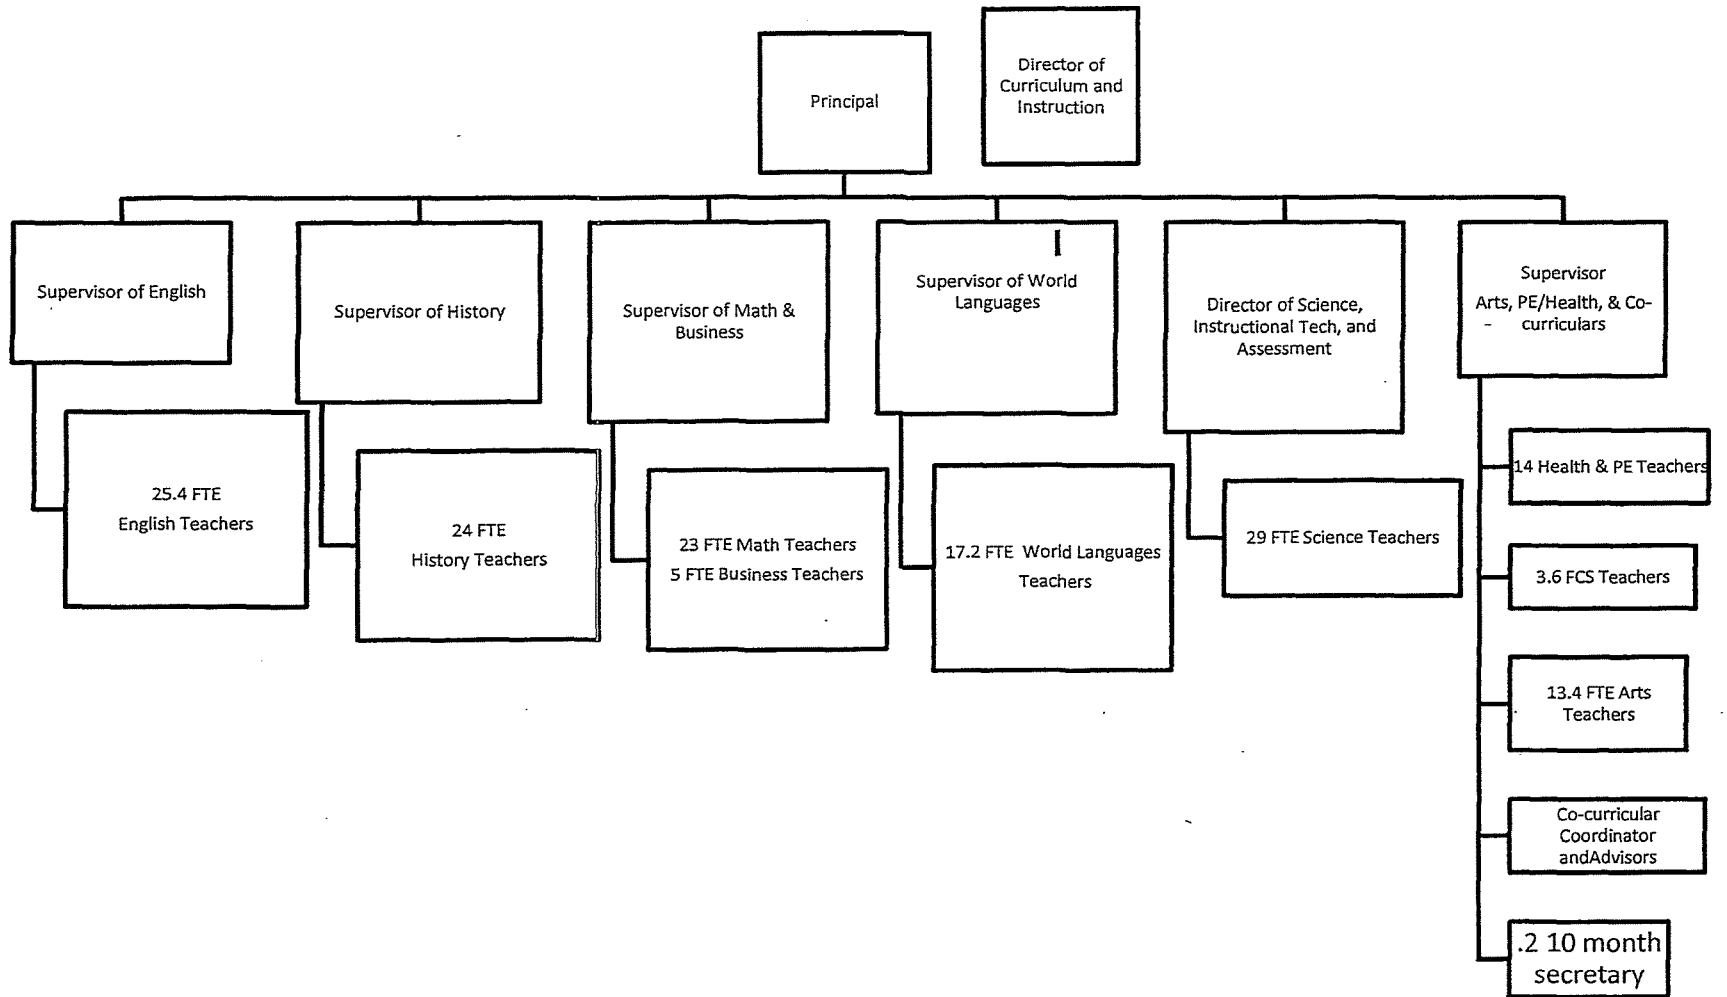 Principal
Director of
Curriculum and
Instruction
Supervisor of English
Supervisor of History
Supervisor of Math &
Business
Supervisor of World
Languages
Director of Science,
Instructional Tech, and
Assessment
Supervisor
Arts, PE/Health, & Co-
curriculars
25.4 FTE
English Teachers
24 FTE
History Teachers
23 FTE Math Teachers
5 FTE Business Teachers
17.2 FTE World Languages
Teachers
29 FTE Science Teachers
14 Health & PE Teachers
3.6 FCS Teachers
13.4 FTE Arts
Teachers
Co-curricular
Coordinator
andAdvisors
.2 10 month
secretary